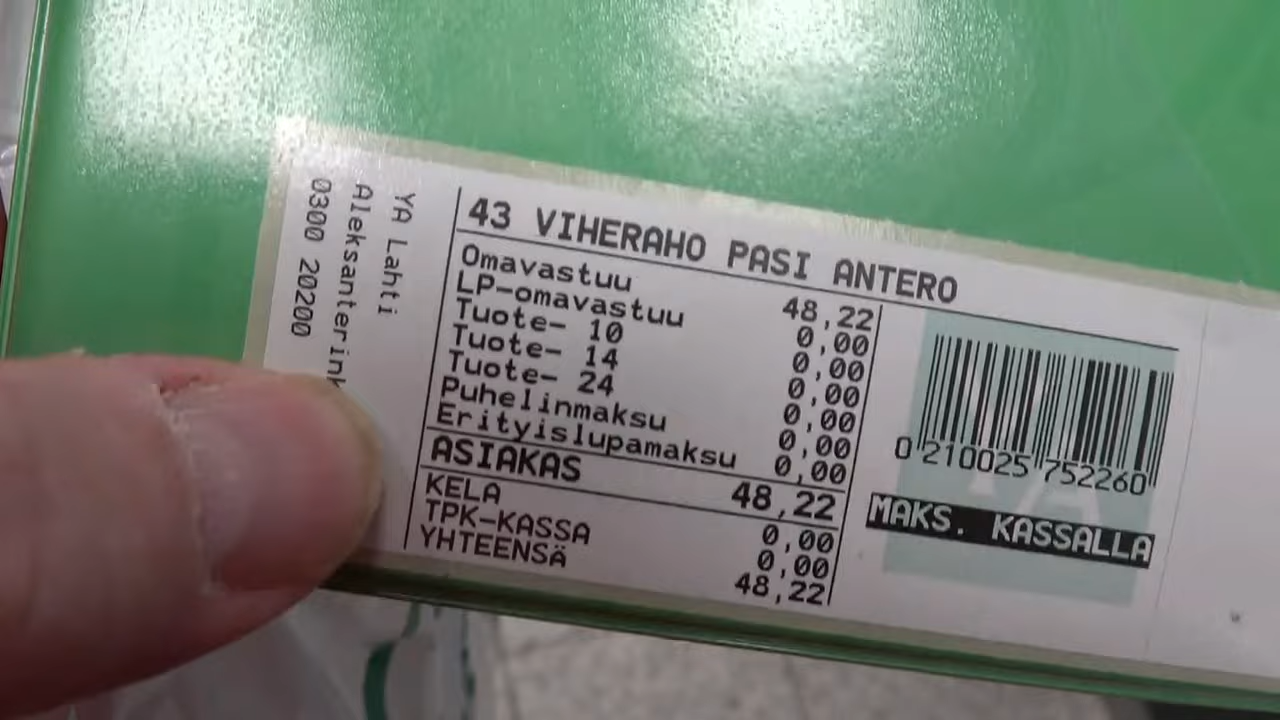 YA Lahti
Aleksanterink
0300 20200
43 VIHERAHO PASI ANTERO
Omavastuu 48,22
LP-omavastuu 0,00
Tuote- 10 0,00
Tuote- 14 0,00
Tuote- 24 0,00
Puhelinmaksu 0,00
Erityislupamaksu 0,00
ASIAKAS 48,22
KELA 0,00
TPK-KASSA 0,00
YHTEENSÄ 48,22
0 210025 752260
MAKS. KASSALLA